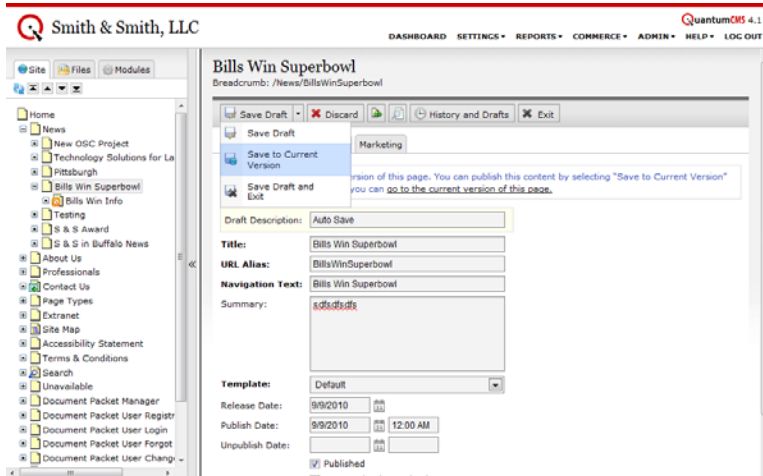 Smith & Smith, LLC
QuantumCMS 4.1
DASHBOARD SETTINGS REPORTS COMMERCE ADMIN HELP LOG OUT
Site Files Modules
Home
News
New OSC Project
Technology Solutions for La
Pittsburgh
Bills Win Superbowl
Bills Win Info
Testing
S & S Award
S & S in Buffalo News
About Us
Professionals
Contact Us
Page Types
Extranet
Site Map
Accessibility Statement
Terms & Conditions
Search
Unavailable
Document Packet Manager
Document Packet User Registr
Document Packet User Login
Document Packet User Forgot
Document Packet User Chang
Bills Win Superbowl
Breadcrumb: /News/BillsWinSuperbowl
Save Draft Discard History and Drafts Exit
Save Draft
Save to Current
Version
Save Draft and
Exit
Marketing
ersion of this page. You can publish this content by selecting "Save to Current Version"
you can go to the current version of this page.
Draft Description: Auto Save
Title: Bills Win Superbowl
URL Alias: BillsWinSuperbowl
Navigation Text: Bills Win Superbowl
Summary: sdfsdfsdfs
Template: Default
Release Date: 9/9/2010
Publish Date: 9/9/2010 12:00 AM
Unpublish Date:
Published